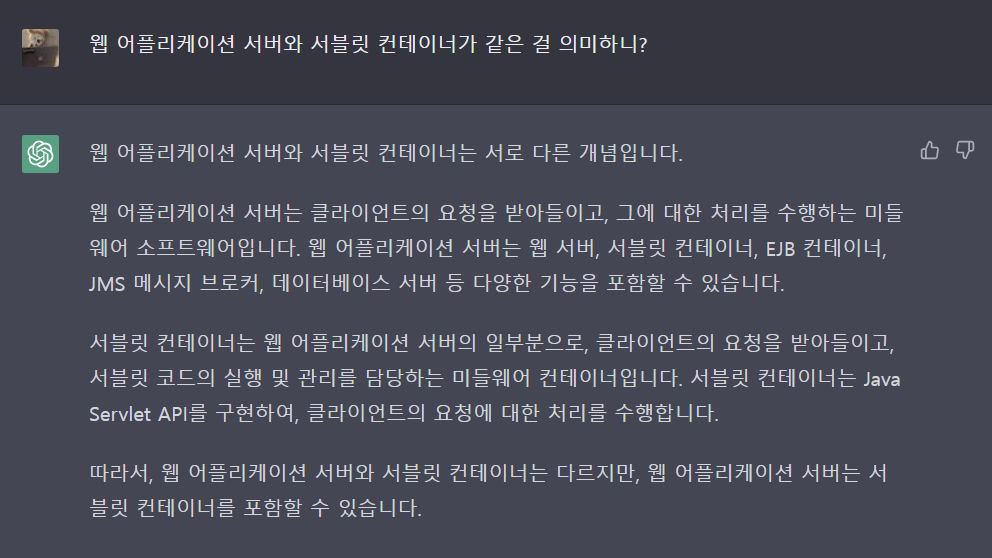 웹 어플리케이션 서버와 서블릿 컨테이너가 같은 걸 의미하니?
웹 어플리케이션 서버와 서블릿 컨테이너는 서로 다른 개념입니다.
웹 어플리케이션 서버는 클라이언트의 요청을 받아들이고, 그에 대한 처리를 수행하는 미들
웨어 소프트웨어입니다. 웹 어플리케이션 서버는 웹 서버, 서블릿 컨테이너, EJB 컨테이너,
JMS 메시지 브로커, 데이터베이스 서버 등 다양한 기능을 포함할 수 있습니다.
서블릿 컨테이너는 웹 어플리케이션 서버의 일부분으로, 클라이언트의 요청을 받아들이고,
서블릿 코드의 실행 및 관리를 담당하는 미들웨어 컨테이너입니다. 서블릿 컨테이너는 Java
Servlet API를 구현하여, 클라이언트의 요청에 대한 처리를 수행합니다.
따라서, 웹 어플리케이션 서버와 서블릿 컨테이너는 다르지만, 웹 어플리케이션 서버는 서
블릿 컨테이너를 포함할 수 있습니다.